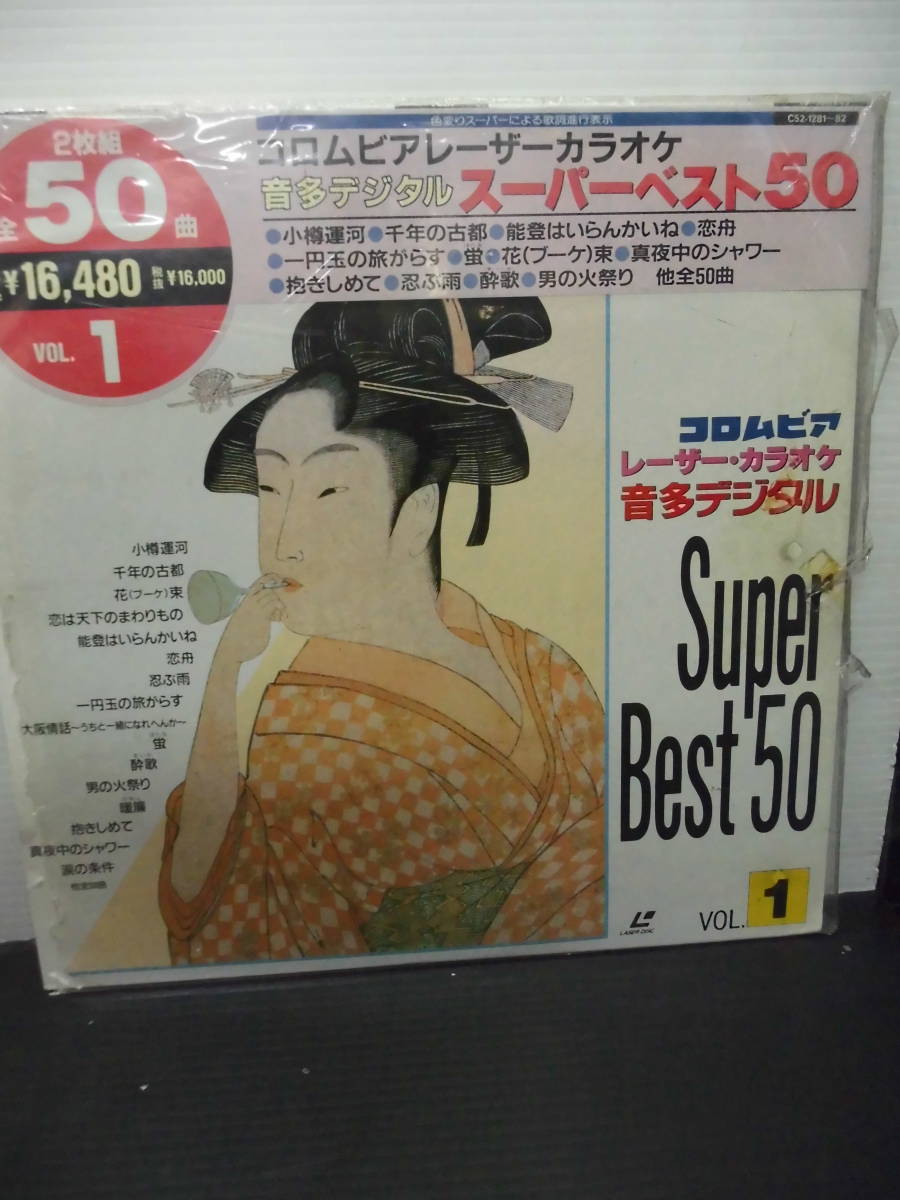 2枚組
全50曲
¥16,480 税抜 ¥16,000
VOL. 1
色変りスーパーによる歌詞進行表示
C52-1281~82
コロムビアレーザーカラオケ
音多デジタル スーパーベスト50
●小樽運河●千年の古都●能登はいらんかいね●恋舟
●一円玉の旅がらす●蛍●花(ブーケ)束●真夜中のシャワー
●抱きしめて●忍ぶ雨●酔歌●男の火祭り 他全50曲
コロムビア
レーザー・カラオケ
音多デジタル
Super
Best '50
小樽運河
千年の古都
花(ブーケ)束
恋は天下のまわりもの
能登はいらんかいね
恋舟
忍ぶ雨
一円玉の旅がらす
大阪情話~うちと一緒になれへんか~
蛍
酔歌
男の火祭り
暖簾
抱きしめて
真夜中のシャワー
涙の条件
他全50曲
LASER DISC
VOL. 1